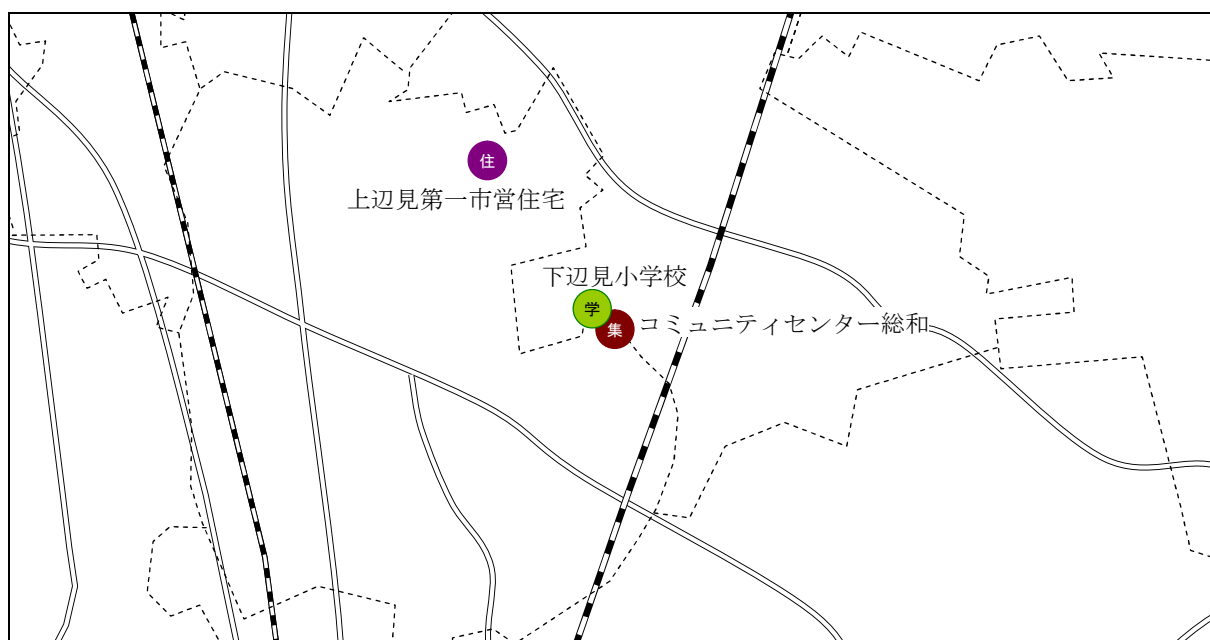 住
上辺見第一市営住宅
下辺見小学校
学
集
コミュニティセンター総和